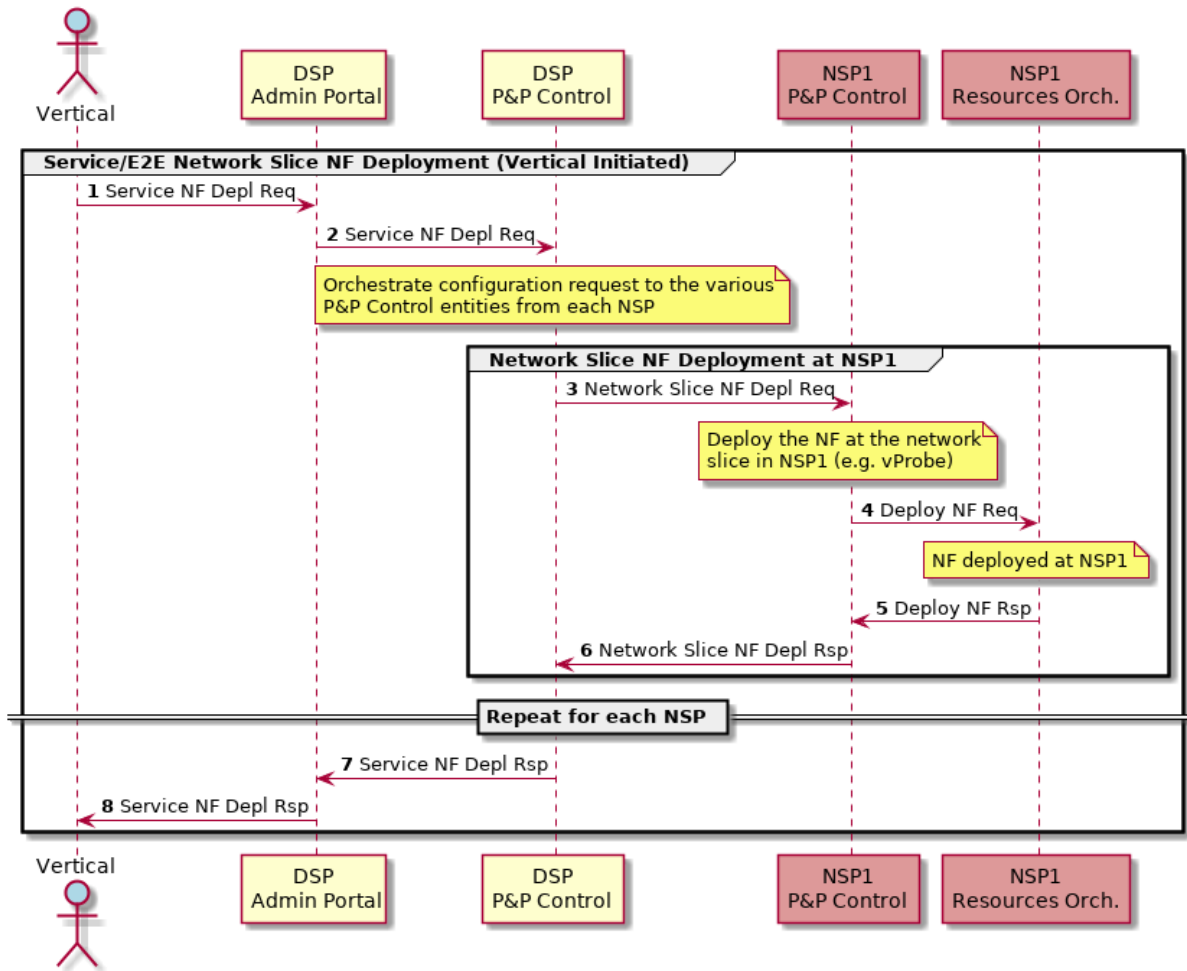 Vertical
DSP
Admin Portal
DSP
P&P Control
NSP1
P&P Control
NSP1
Resources Orch.
Service/E2E Network Slice NF Deployment (Vertical Initiated)
1 Service NF Depl Req
2 Service NF Depl Req
Orchestrate configuration request to the various
P&P Control entities from each NSP
Network Slice NF Deployment at NSP1
3 Network Slice NF Depl Req
Deploy the NF at the network
slice in NSP1 (e.g. vProbe)
4 Deploy NF Req
NF deployed at NSP1
5 Deploy NF Rsp
6 Network Slice NF Depl Rsp
Repeat for each NSP
7 Service NF Depl Rsp
8 Service NF Depl Rsp
Vertical
DSP
Admin Portal
DSP
P&P Control
NSP1
P&P Control
NSP1
Resources Orch.